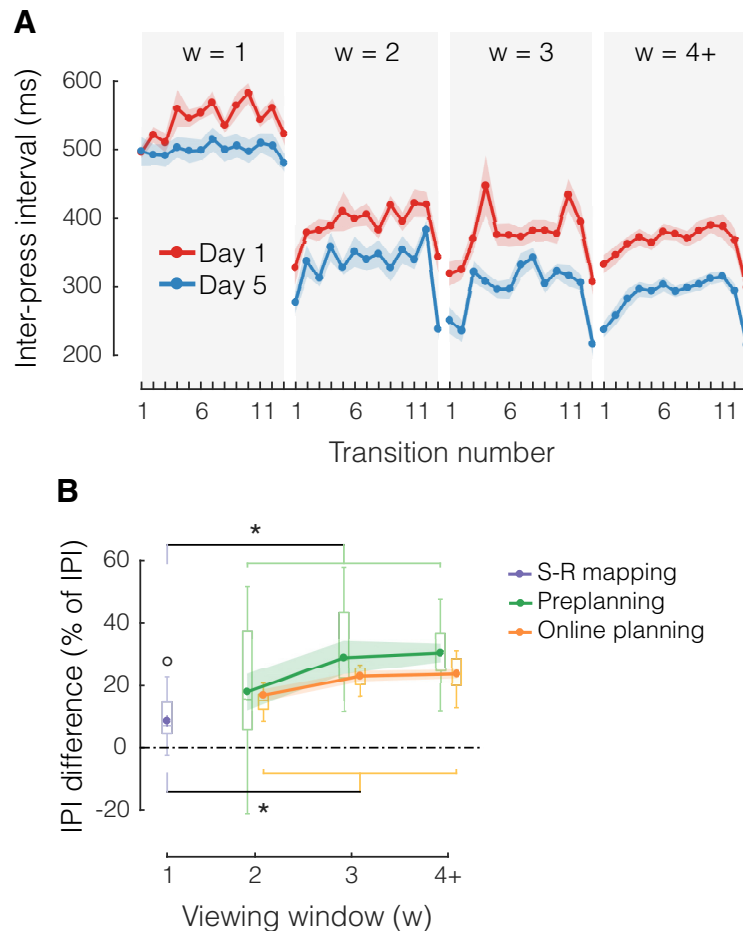 A
w = 1 w = 2 w = 3 w = 4+
Inter-press interval (ms)
600
500
400
300
200
Day 1
Day 5
1 6 11 1 6 11 1 6 11 1 6 11
Transition number
B
IPI difference (% of IPI)
60
40
20
0
-20
*
*
S-R mapping
Preplanning
Online planning
1 2 3 4+
Viewing window (w)